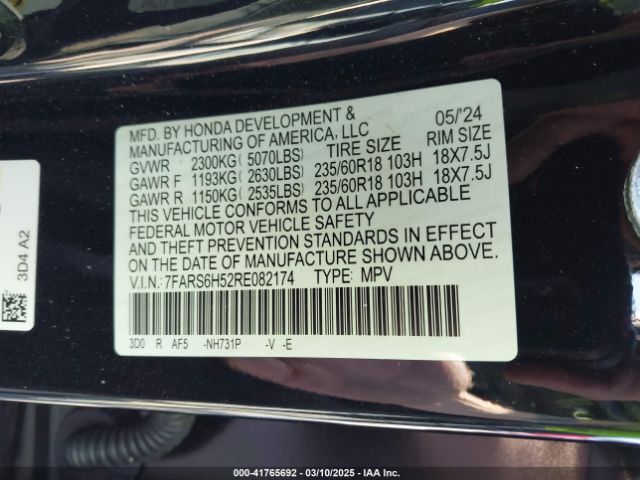 MFD. BY HONDA DEVELOPMENT & 05/'24
MANUFACTURING OF AMERICA, LLC
GVWR 2300KG( 5070LBS) TIRE SIZE RIM SIZE
GAWR F 1193KG( 2630LBS) 235/60R18 103H 18X7.5J
GAWR R 1150KG( 2535LBS) 235/60R18 103H 18X7.5J
THIS VEHICLE CONFORMS TO ALL APPLICABLE
FEDERAL MOTOR VEHICLE SAFETY
AND THEFT PREVENTION STANDARDS IN EFFECT
ON THE DATE OF MANUFACTURE SHOWN ABOVE.
V.I.N.: 7FARS6H52RE082174 TYPE: MPV
3D0 R AF5 -NH731P -V -E
3D4 A2
000-41765692 — 03/10/2025 — IAA Inc.